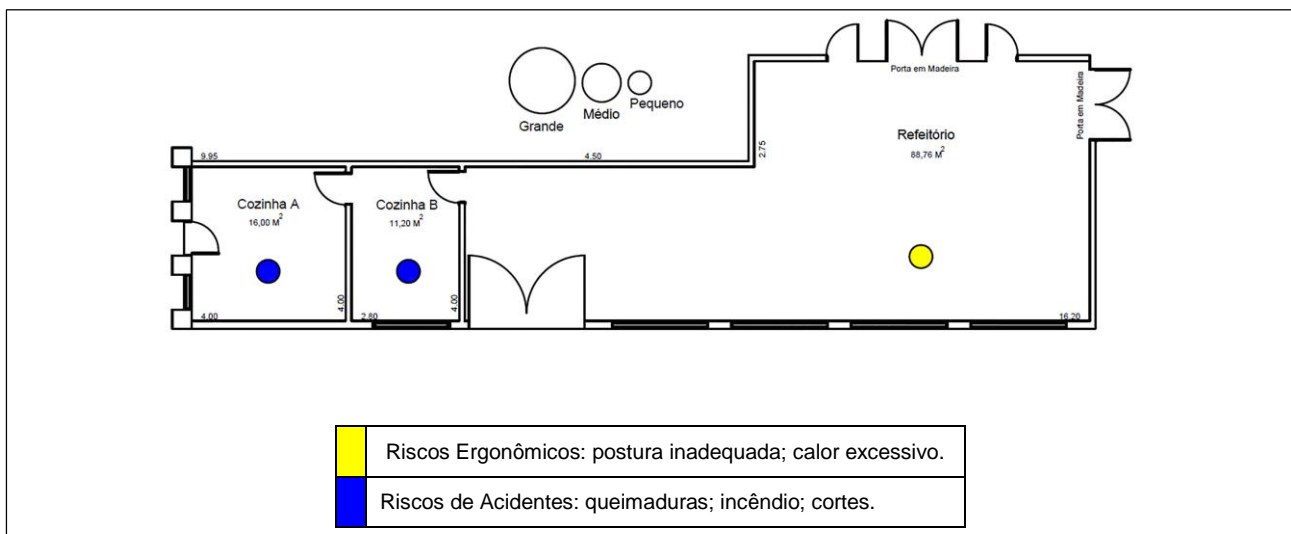 Porta em Madeira
Pequeno
Médio
Grande
Porta em Madeira
Refeitório
88,76 M²
9.95
4.50
2.75
Cozinha A
16,00 M²
Cozinha B
11,20 M²
4.00
4.00
2.80
4.00
16.20
Riscos Ergonômicos: postura inadequada; calor excessivo.
Riscos de Acidentes: queimaduras; incêndio; cortes.